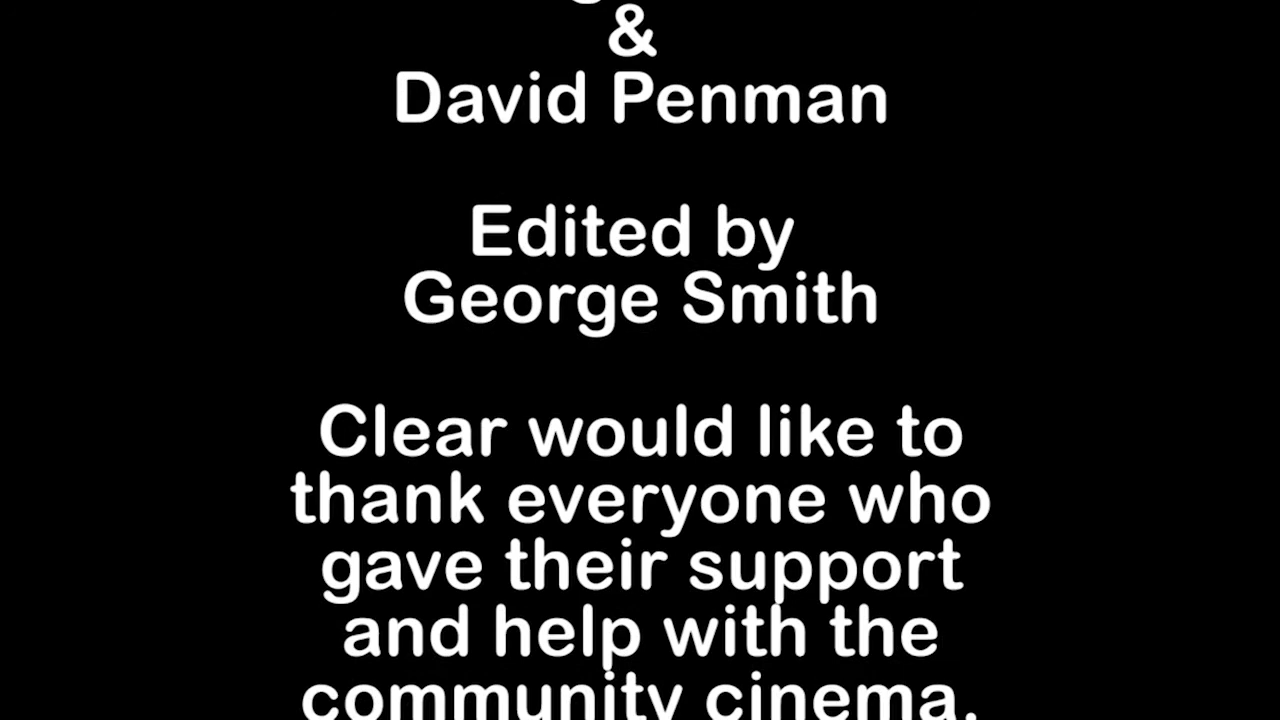 &
David Penman
Edited by
George Smith
Clear would like to
thank everyone who
gave their support
and help with the
community cinema.